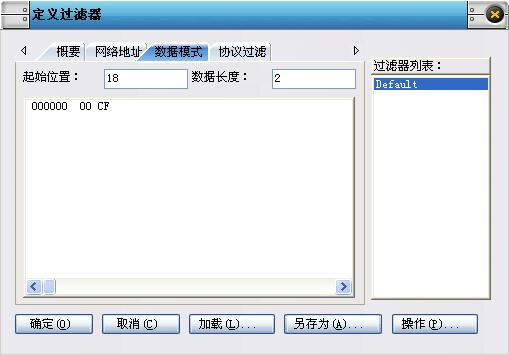 定义过滤器
概要 网络地址 数据模式 协议过滤
起始位置： 18 数据长度： 2
过滤器列表：
Default
000000 00 CF
确定(O) 取消(C) 加载(L)... 另存为(A)... 操作(P)...